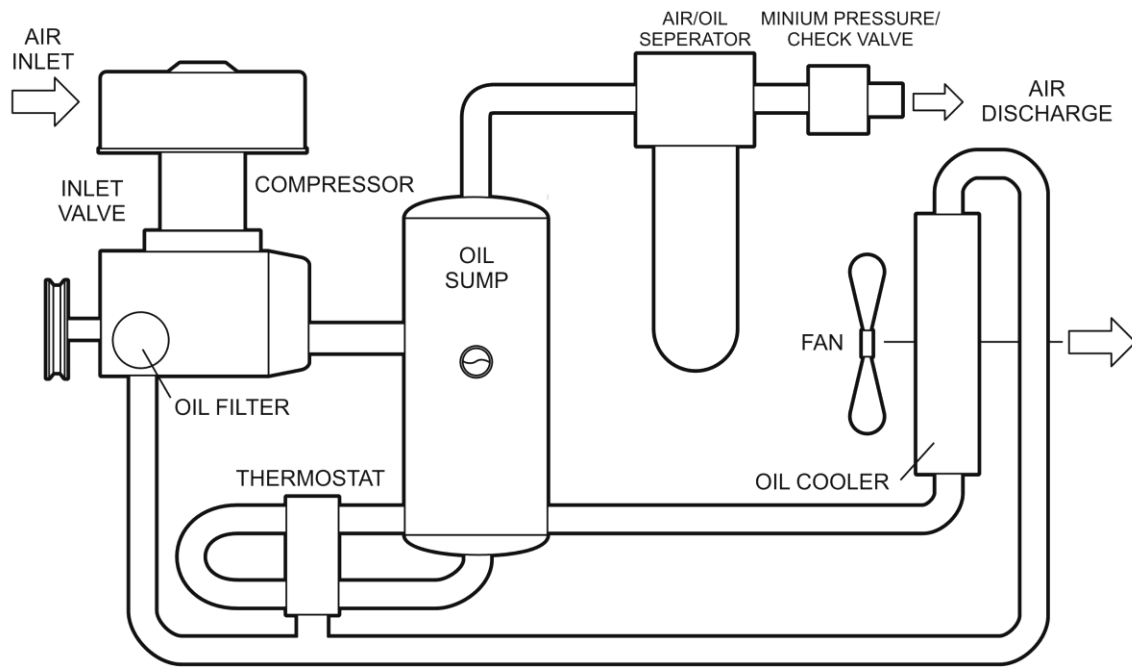 AIR
INLET
AIR/OIL
SEPERATOR
MINIUM PRESSURE/
CHECK VALVE
AIR
DISCHARGE
INLET
VALVE
COMPRESSOR
OIL
SUMP
FAN
OIL FILTER
THERMOSTAT
OIL COOLER